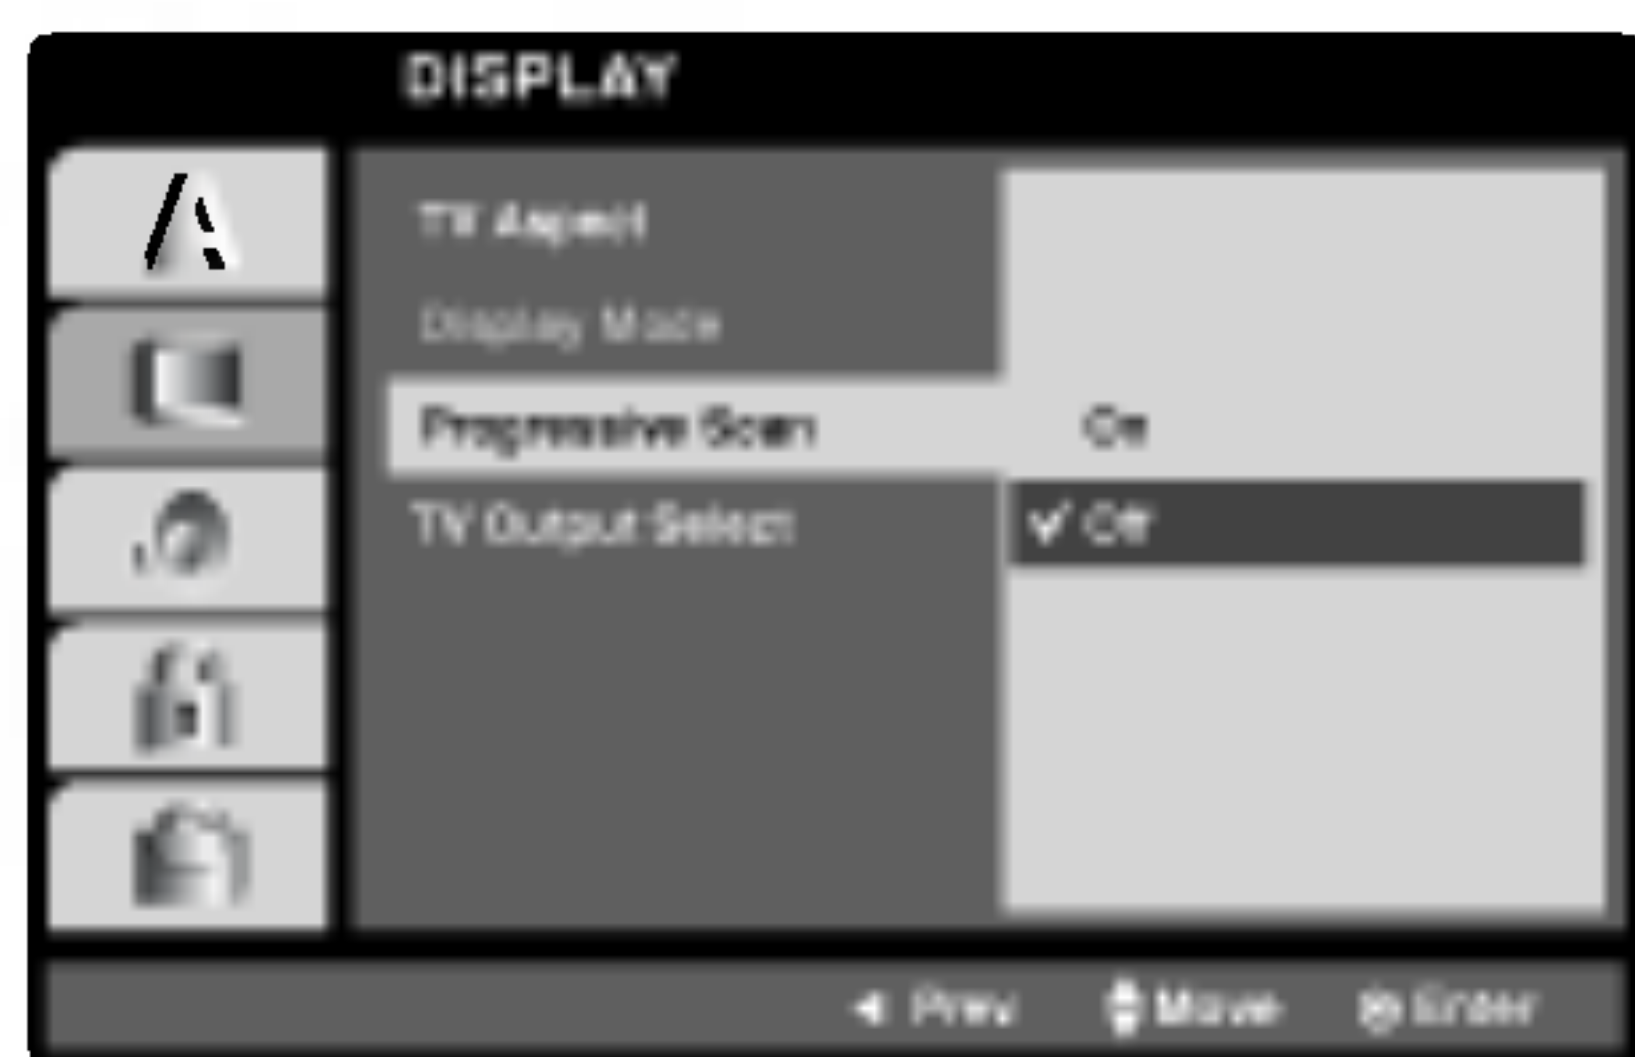 DISPLAY
TV Aspect
Display Mode
Progressive Scan On
TV Output Select ✓ Off
◄ Prev Move Enter